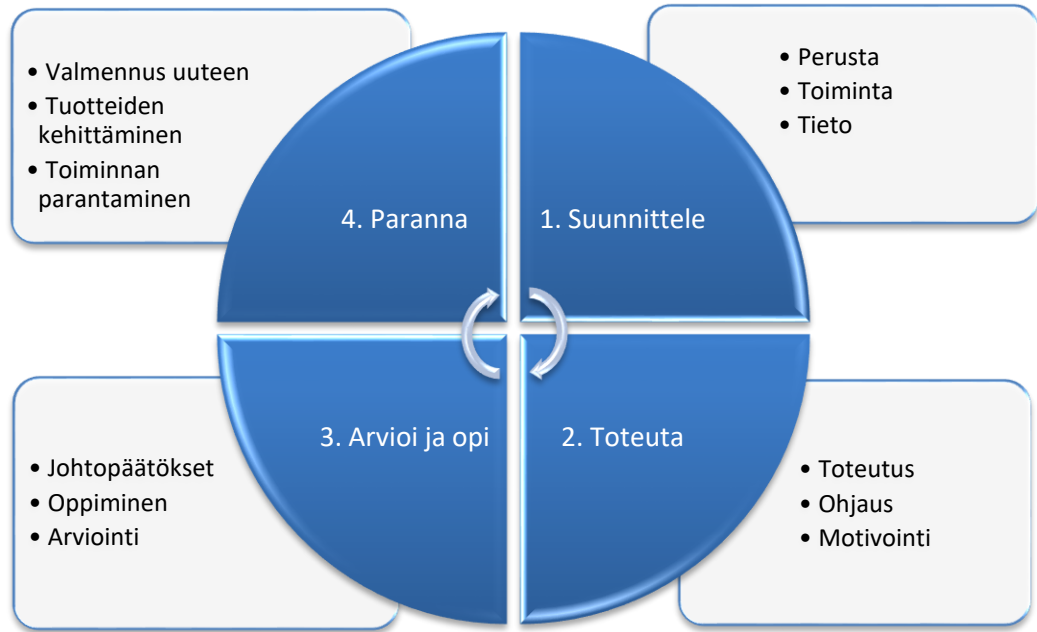 • Valmennus uuteen
• Tuotteiden
kehittäminen
• Toiminnan
parantaminen
• Perusta
• Toiminta
• Tieto
4. Paranna
1. Suunnittele
3. Arvioi ja opi
2. Toteuta
• Johtopäätökset
• Oppiminen
• Arviointi
• Toteutus
• Ohjaus
• Motivointi